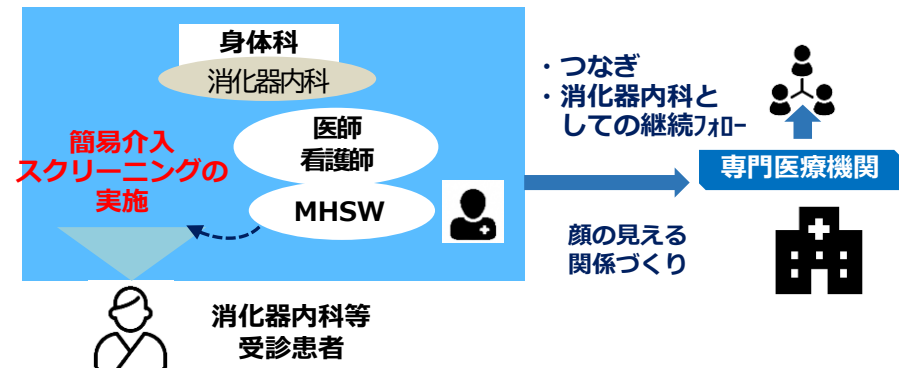 身体科
消化器内科
簡易介入
スクリーニングの
実施
医師
看護師
MHSW
消化器内科等
受診患者
・つなぎ
・消化器内科と
しての継続ﾌｫﾛｰ
顔の見える
関係づくり
専門医療機関